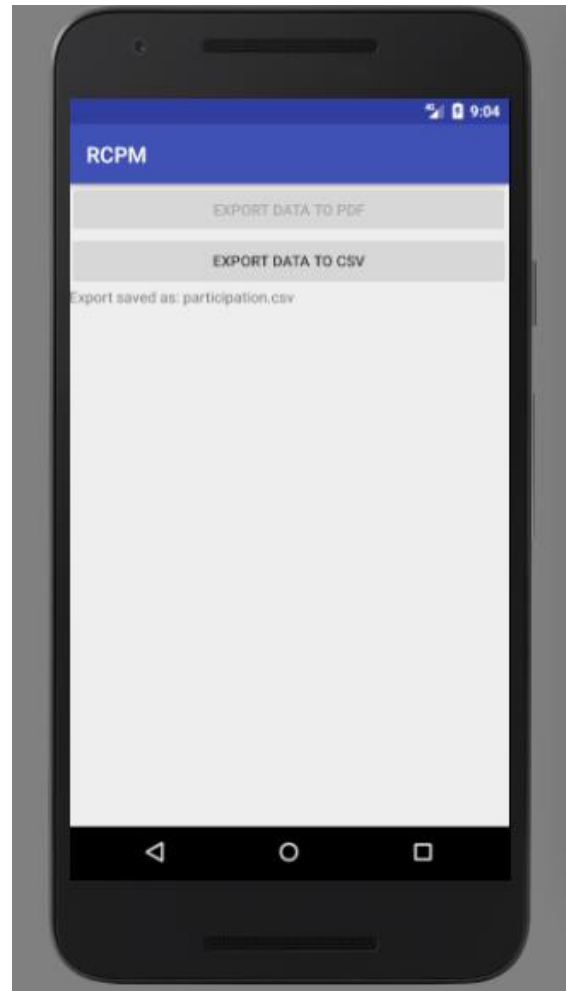 9:04
RCPM
EXPORT DATA TO PDF
EXPORT DATA TO CSV
Export saved as: participation.csv